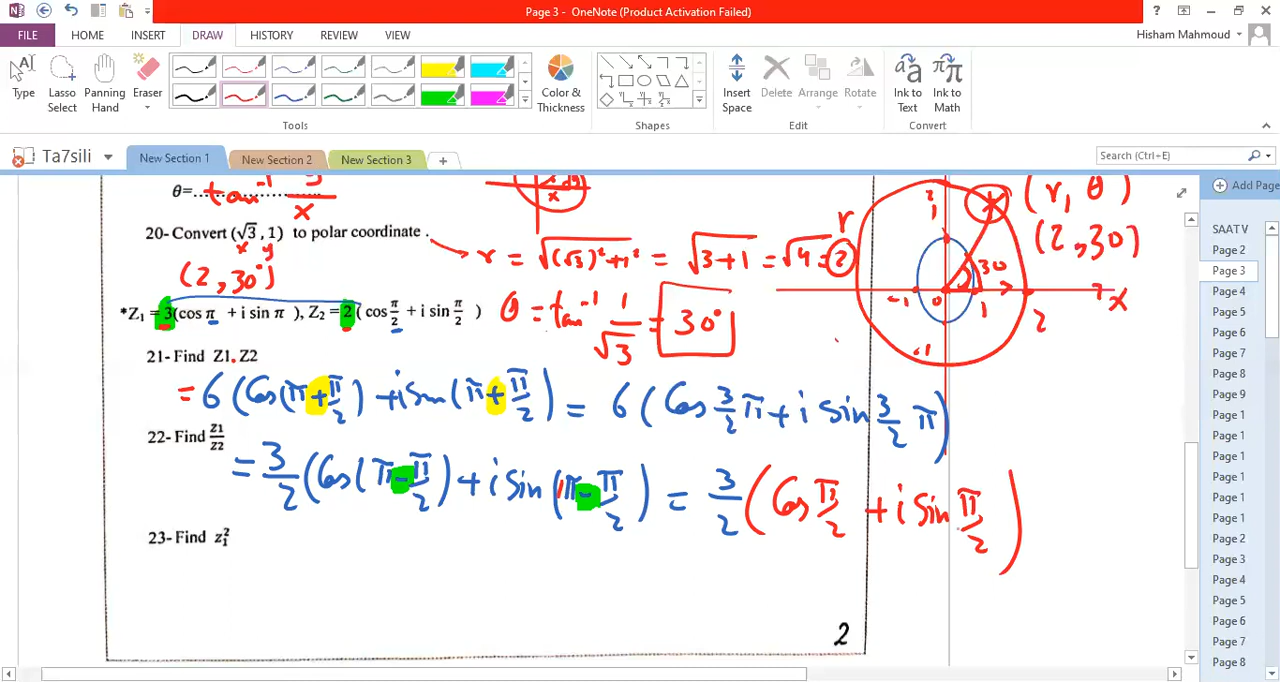 Page 3 - OneNote (Product Activation Failed)
FILE HOME INSERT DRAW HISTORY REVIEW VIEW Hisham Mahmoud
Type Lasso Select Panning Hand Eraser Color & Thickness Insert Space Delete Arrange Rotate Ink to Text Ink to Math
Tools Shapes Edit Convert
Ta7sili New Section 1 New Section 2 New Section 3 + Search (Ctrl+E)
Add Page
SAAT V
Page 2
Page 3
Page 4
Page 5
Page 6
Page 7
Page 8
Page 9
Page 1
Page 1
Page 1
Page 1
Page 1
Page 1
Page 2
Page 3
Page 4
Page 5
Page 6
Page 7
Page 8
θ=.......... tan⁻¹ y/x
x
(r, θ)
20- Convert (√3, 1) to polar coordinate .
x y
r = √((√3)²+1²) = √(3+1) = √4 = 2
r
(2, 30)
(2, 30°)
30
-1 0 1 2 x
-1
*Z₁ = 3(cos π + i sin π ), Z₂ = 2( cos π/2 + i sin π/2 )
θ = tan⁻¹ 1/√3 = 30°
21- Find Z1. Z2
= 6 (Cos(π+π/2) + i Sin(π+π/2) = 6 ( Cos 3/2 π + i Sin 3/2 π)
22- Find Z1/Z2
= 3/2 (Cos(π-π/2) + i Sin(π-π/2) = 3/2 (Cos π/2 + i Sin π/2)
23- Find z₁²
2